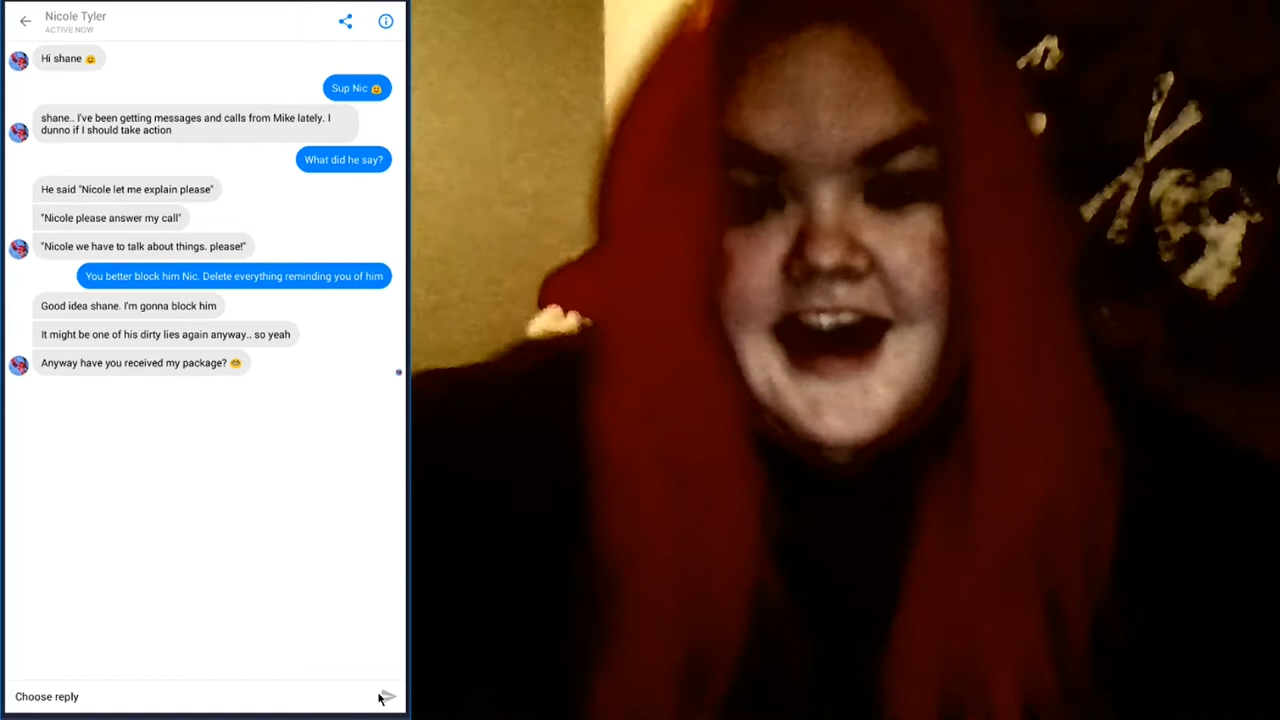 Nicole Tyler
ACTIVE NOW
Hi shane
Sup Nic
shane.. I've been getting messages and calls from Mike lately. I
dunno if I should take action
What did he say?
He said "Nicole let me explain please"
"Nicole please answer my call"
"Nicole we have to talk about things. please!"
You better block him Nic. Delete everything reminding you of him
Good idea shane. I'm gonna block him
It might be one of his dirty lies again anyway.. so yeah
Anyway have you received my package?
Choose reply